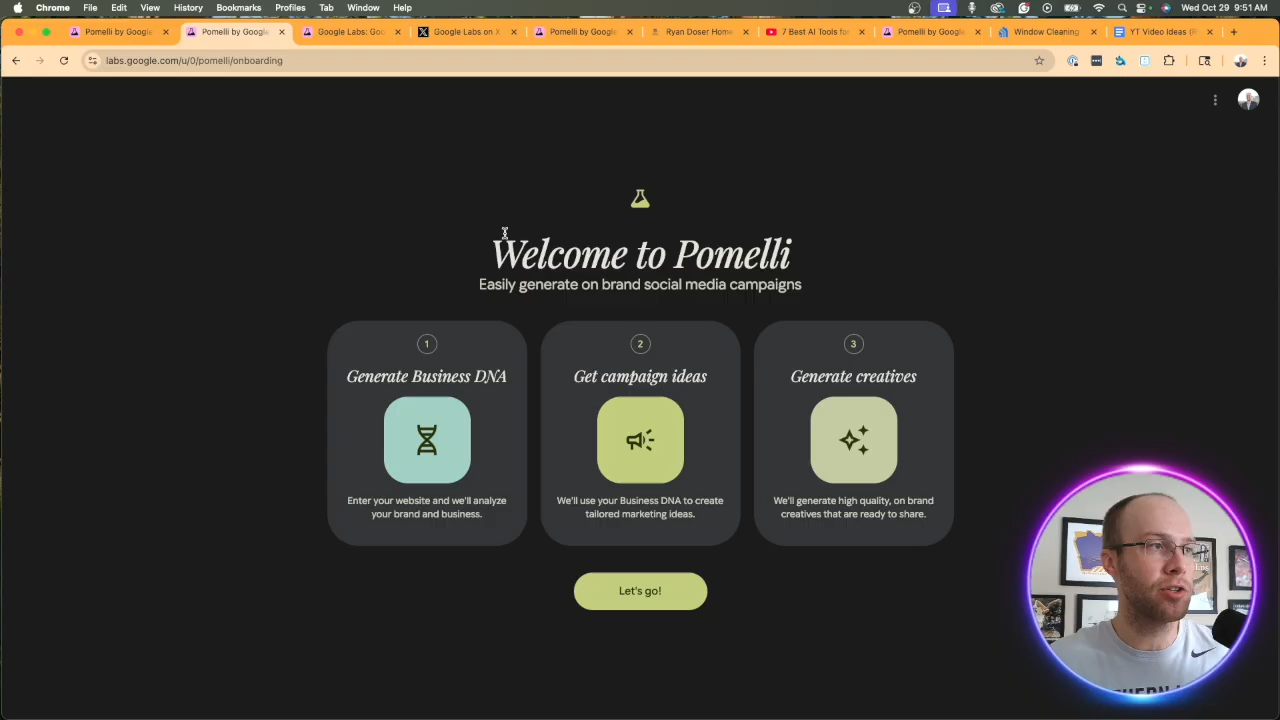 Chrome File Edit View History Bookmarks Profiles Tab Window Help Wed Oct 29 9:51 AM
Pomelli by Google Pomelli by Google Google Labs: Goo Google Labs on X Pomelli by Google Ryan Doser Home 7 Best AI Tools for Pomelli by Google Window Cleaning YT Video Ideas (R
labs.google.com/u/0/pomelli/onboarding
Welcome to Pomelli
Easily generate on brand social media campaigns
1
Generate Business DNA
Enter your website and we'll analyze
your brand and business.
2
Get campaign ideas
We'll use your Business DNA to create
tailored marketing ideas.
3
Generate creatives
We'll generate high quality, on brand
creatives that are ready to share.
Let's go!